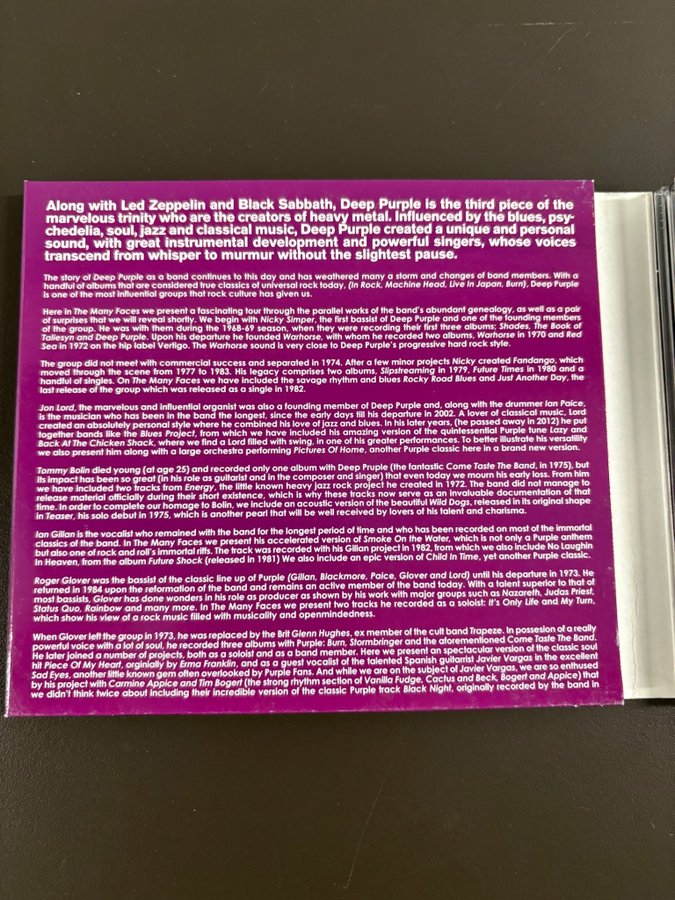 Along with Led Zeppelin and Black Sabbath, Deep Purple is the third piece of the
marvelous trinity who are the creators of heavy metal. Influenced by the blues, psy-
chedelia, soul, jazz and classical music, Deep Purple created a unique and personal
sound, with great instrumental development and powerful singers, whose voices
transcend from whisper to murmur without the slightest pause.
The story of Deep Purple as a band continues to this day and has weathered many a storm and changes of band members. With a
handful of albums that are considered true classics of universal rock today, (In Rock, Machine Head, Live in Japan, Burn), Deep Purple
is one of the most influential groups that rock culture has given us.
Here in The Many Faces we present a fascinating tour through the parallel works of the band's abundant genealogy, as well as a pair
of surprises that we will reveal shortly. We begin with Nicky Simper, the first bassist of Deep Purple and one of the founding members
of the group. He was with them during the 1968-69 season, when they were recording their first three albums; Shades, The Book of
Taliesyn and Deep Purple. Upon his departure he founded Warhorse, with whom he recorded two albums, Warhorse in 1970 and Red
Sea in 1972 on the hip label Vertigo. The Warhorse sound is very close to Deep Purple's progressive hard rock style.
The group did not meet with commercial success and separated in 1974. After a few minor projects Nicky created Fandango, which
moved through the scene from 1977 to 1983. His legacy comprises two albums, Slipstreaming in 1979, Future Times in 1980 and a
handful of singles. On The Many Faces we have included the savage rhythm and blues Rocky Road Blues and Just Another Day, the
last release of the group which was released as a single in 1982.
Jon Lord, the marvelous and influential organist was also a founding member of Deep Purple and, along with the drummer Ian Paice,
is the musician who has been in the band the longest, since the early days till his departure in 2002. A lover of classical music, Lord
created an absolutely personal style where he combined his love of jazz and blues. In his later years, (he passed away in 2012) he put
together bands like the Blues Project, from which we have included his amazing version of the quintessential Purple tune Lazy and
Back At The Chicken Shack, where we find a Lord filled with swing, in one of his greater performances. To better illustrate his versatility
we also present him along with a large orchestra performing Pictures Of Home, another Purple classic here in a brand new version.
Tommy Bolin died young (at age 25) and recorded only one album with Deep Pruple (the fantastic Come Taste The Band, in 1975), but
its impact has been so great (in his role as guitarist and in the composer and singer) that even today we mourn his early loss. From him
we have included two tracks from Energy, the little known heavy jazz rock project he created in 1972. The band did not manage to
release material officially during their short existence, which is why these tracks now serve as an invaluable documentation of that
time. In order to complete our homage to Bolin, we include an acoustic version of the beautiful Wild Dogs, released in its original shape
in Teaser, his solo debut in 1975, which is another pearl that will be well received by lovers of his talent and charisma.
Ian Gillan is the vocalist who remained with the band for the longest period of time and who has been recorded on most of the immortal
classics of the band. In The Many Faces we present his accelerated version of Smoke On the Water, which is not only a Purple anthem
but also one of rock and roll's immortal riffs. The track was recorded with his Gillan project in 1982, from which we also include No Laughin
In Heaven, from the album Future Shock (released in 1981) We also include an epic version of Child In Time, yet another Purple classic.
Roger Glover was the bassist of the classic line up of Purple (Gillan, Blackmore, Paice, Glover and Lord) until his departure in 1973. He
returned in 1984 upon the reformation of the band and remains an active member of the band today. With a talent superior to that of
most bassists, Glover has done wonders in his role as producer as shown by his work with major groups such as Nazareth, Judas Priest,
Status Quo, Rainbow and many more. In The Many Faces we present two tracks he recorded as a soloist: It's Only Life and My Turn,
which show his view of a rock music filled with musicality and openmindedness.
When Glover left the group in 1973, he was replaced by the Brit Glenn Hughes, ex member of the cult band Trapeze. In possesion of a really
powerful voice with a lot of soul, he recorded three albums with Purple: Burn, Stormbringer and the aforementioned Come Taste The Band.
He later joined a number of projects, both as a soloist and as a band member. Here we present an spectacular version of the classic soul
hit Piece Of My Heart, orginially by Erma Franklin, and as a guest vocalist of the talented Spanish guitarrist Javier Vargas in the excellent
Sad Eyes, another little known gem often overlooked by Purple Fans. And while we are on the subject of Javier Vargas, we are so enthused
by his project with Carmine Appice and Tim Bogert (the strong rhythm section of Vanilla Fudge, Cactus and Beck, Bogert and Appice) that
we didn't think twice about including their incredible version of the classic Purple track Black Night, originally recorded by the band in